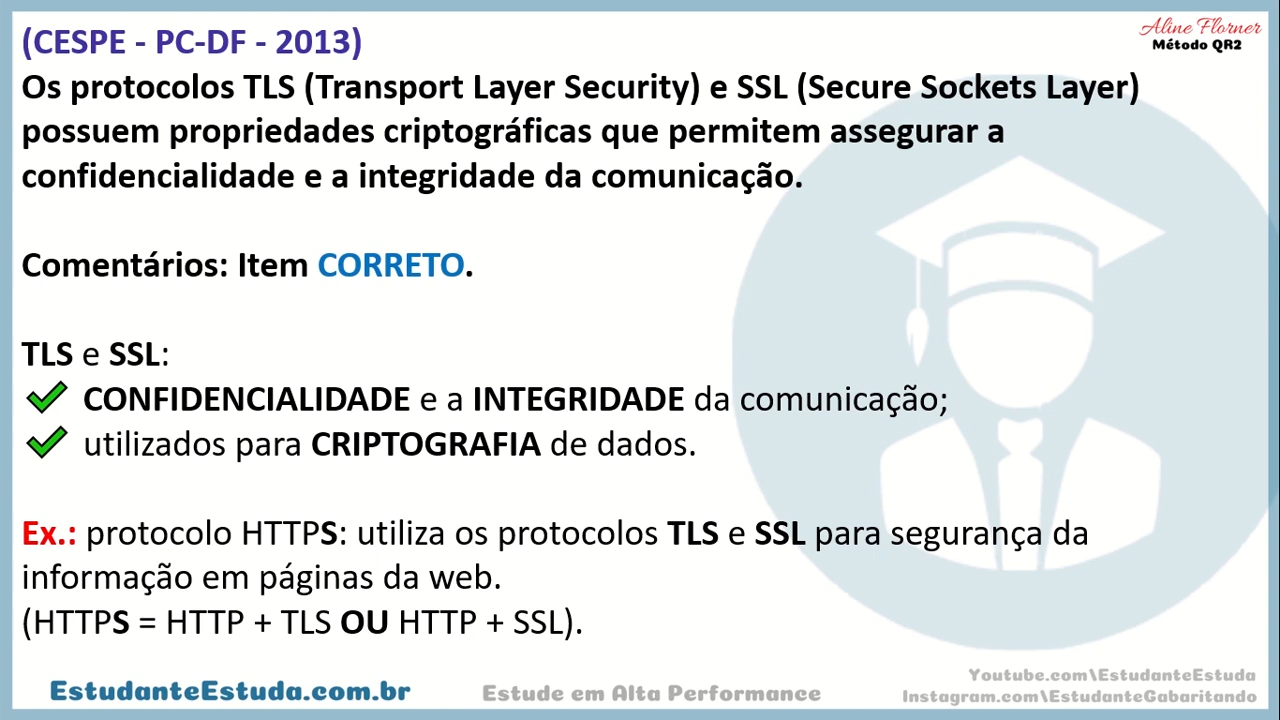 (CESPE - PC-DF - 2013)
Aline Florner
Método QR2
Os protocolos TLS (Transport Layer Security) e SSL (Secure Sockets Layer)
possuem propriedades criptográficas que permitem assegurar a
confidencialidade e a integridade da comunicação.
Comentários: Item CORRETO.
TLS e SSL:
CONFIDENCIALIDADE e a INTEGRIDADE da comunicação;
utilizados para CRIPTOGRAFIA de dados.
Ex.: protocolo HTTPS: utiliza os protocolos TLS e SSL para segurança da
informação em páginas da web.
(HTTPS = HTTP + TLS OU HTTP + SSL).
EstudanteEstuda.com.br
Estude em Alta Performance
Youtube.com\EstudanteEstuda
Instagram.com\EstudanteGabaritando